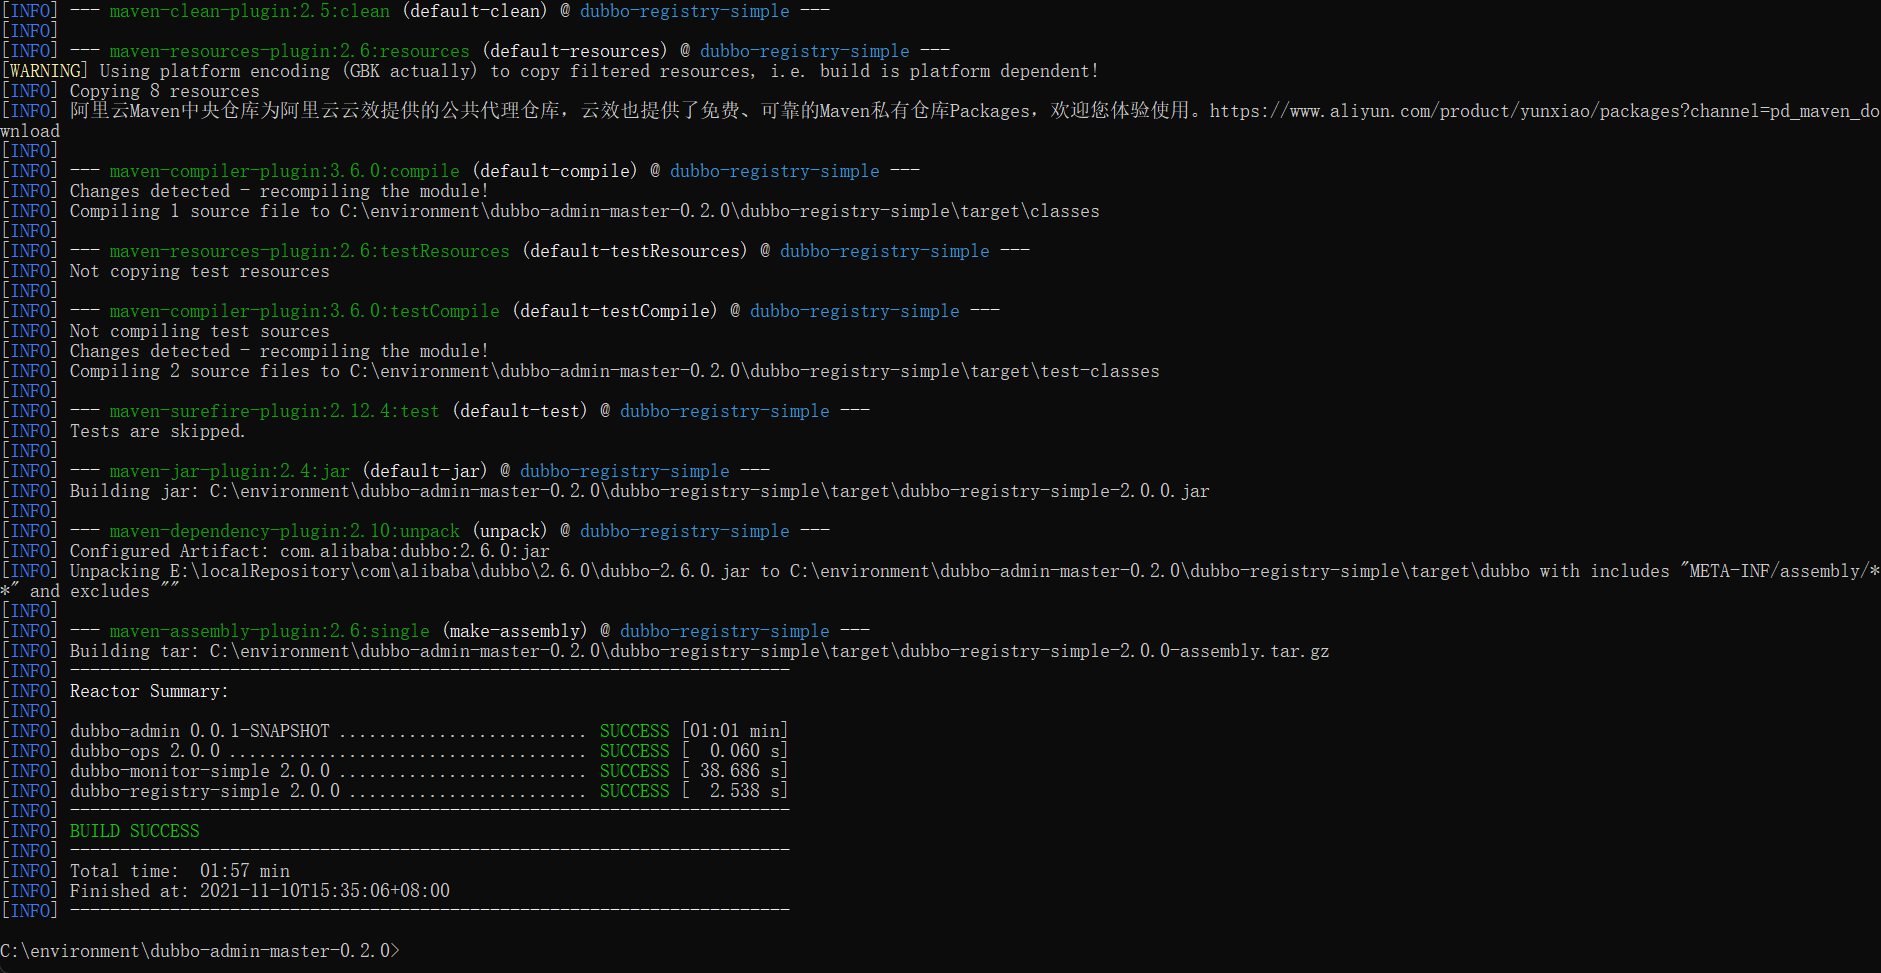 [INFO] --- maven-clean-plugin:2.5:clean (default-clean) @ dubbo-registry-simple ---
[INFO]
[INFO] --- maven-resources-plugin:2.6:resources (default-resources) @ dubbo-registry-simple ---
[WARNING] Using platform encoding (GBK actually) to copy filtered resources, i.e. build is platform dependent!
[INFO] Copying 8 resources
[INFO] 阿里云Maven中央仓库为阿里云云效提供的公共代理仓库，云效也提供了免费、可靠的Maven私有仓库Packages，欢迎您体验使用。https://www.aliyun.com/product/yunxiao/packages?channel=pd_maven_do
wnload
[INFO]
[INFO] --- maven-compiler-plugin:3.6.0:compile (default-compile) @ dubbo-registry-simple ---
[INFO] Changes detected - recompiling the module!
[INFO] Compiling 1 source file to C:\environment\dubbo-admin-master-0.2.0\dubbo-registry-simple\target\classes
[INFO]
[INFO] --- maven-resources-plugin:2.6:testResources (default-testResources) @ dubbo-registry-simple ---
[INFO] Not copying test resources
[INFO]
[INFO] --- maven-compiler-plugin:3.6.0:testCompile (default-testCompile) @ dubbo-registry-simple ---
[INFO] Not compiling test sources
[INFO] Changes detected - recompiling the module!
[INFO] Compiling 2 source files to C:\environment\dubbo-admin-master-0.2.0\dubbo-registry-simple\target\test-classes
[INFO]
[INFO] --- maven-surefire-plugin:2.12.4:test (default-test) @ dubbo-registry-simple ---
[INFO] Tests are skipped.
[INFO]
[INFO] --- maven-jar-plugin:2.4:jar (default-jar) @ dubbo-registry-simple ---
[INFO] Building jar: C:\environment\dubbo-admin-master-0.2.0\dubbo-registry-simple\target\dubbo-registry-simple-2.0.0.jar
[INFO]
[INFO] --- maven-dependency-plugin:2.10:unpack (unpack) @ dubbo-registry-simple ---
[INFO] Configured Artifact: com.alibaba:dubbo:2.6.0:jar
[INFO] Unpacking E:\localRepository\com\alibaba\dubbo\2.6.0\dubbo-2.6.0.jar to C:\environment\dubbo-admin-master-0.2.0\dubbo-registry-simple\target\dubbo with includes "META-INF/assembly/*
*" and excludes ""
[INFO]
[INFO] --- maven-assembly-plugin:2.6:single (make-assembly) @ dubbo-registry-simple ---
[INFO] Building tar: C:\environment\dubbo-admin-master-0.2.0\dubbo-registry-simple\target\dubbo-registry-simple-2.0.0-assembly.tar.gz
[INFO] ------------------------------------------------------------------------
[INFO] Reactor Summary:
[INFO]
[INFO] dubbo-admin 0.0.1-SNAPSHOT ......................... SUCCESS [01:01 min]
[INFO] dubbo-ops 2.0.0 .................................... SUCCESS [  0.060 s]
[INFO] dubbo-monitor-simple 2.0.0 ......................... SUCCESS [ 38.686 s]
[INFO] dubbo-registry-simple 2.0.0 ........................ SUCCESS [  2.538 s]
[INFO] ------------------------------------------------------------------------
[INFO] BUILD SUCCESS
[INFO] ------------------------------------------------------------------------
[INFO] Total time:  01:57 min
[INFO] Finished at: 2021-11-10T15:35:06+08:00
[INFO] ------------------------------------------------------------------------
C:\environment\dubbo-admin-master-0.2.0>